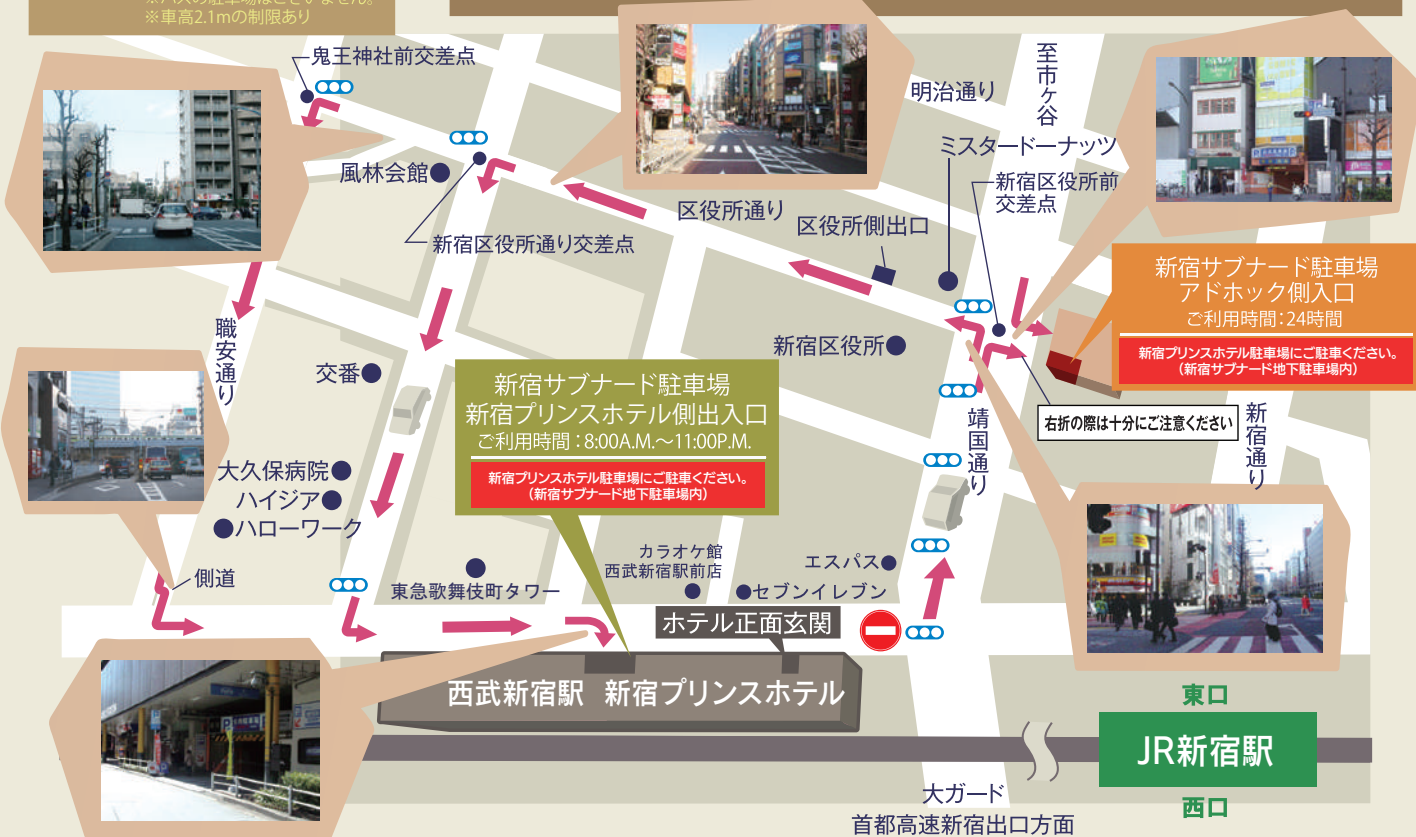 ※バスの駐車場はございません。
※車高2.1mの制限あり
鬼王神社前交差点
風林会館
新宿区役所通り交差点
区役所通り
区役所側出口
明治通り
至市ヶ谷
ミスタードーナッツ
新宿区役所前
交差点
新宿サブナード駐車場
アドホック側入口
ご利用時間：24時間
新宿プリンスホテル駐車場にご駐車ください。
（新宿サブナード地下駐車場内）
右折の際は十分にご注意ください
新宿通り
靖国通り
新宿区役所
職安通り
交番
新宿サブナード駐車場
新宿プリンスホテル側出入口
ご利用時間：8:00A.M.～11:00P.M.
新宿プリンスホテル駐車場にご駐車ください。
（新宿サブナード地下駐車場内）
大久保病院
ハイジア
ハローワーク
側道
東急歌舞伎町タワー
カラオケ館
西武新宿駅前店
エスパス
セブンイレブン
ホテル正面玄関
西武新宿駅 新宿プリンスホテル
東口
JR新宿駅
西口
大ガード
首都高速新宿出口方面